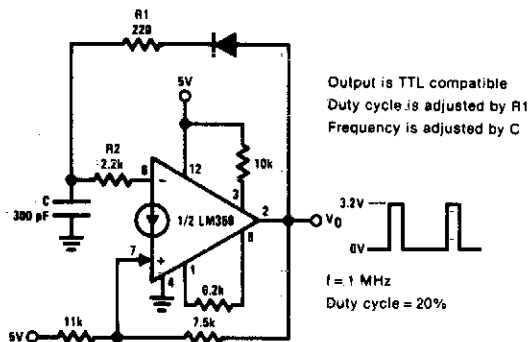 R1
220
5V
Output is TTL compatible
Duty cycle is adjusted by R1
Frequency is adjusted by C
R2
2.2k
12
10k
C
300 pF
6
−
3
1/2 LM359
2
VO
3.2V
0V
7
+
8
1
4
6.2k
f = 1 MHz
Duty cycle = 20%
5V
11k
7.5k